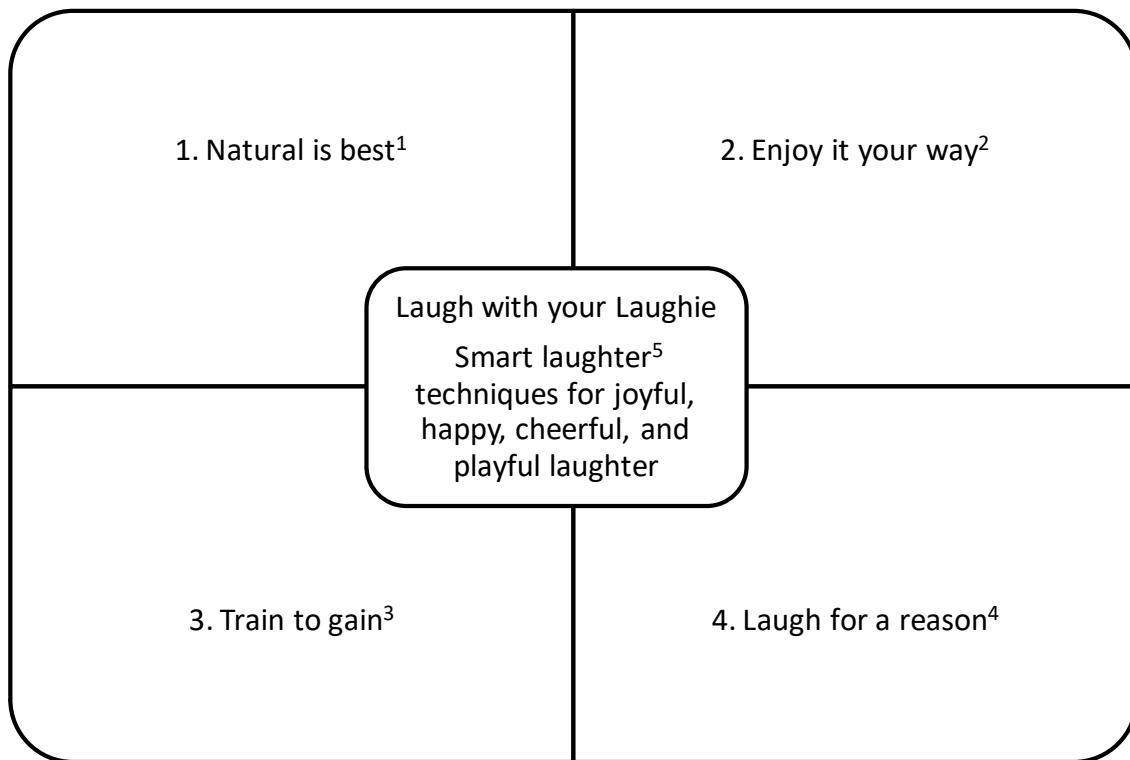 1. Natural is best¹
2. Enjoy it your way²
Laugh with your Laughie
Smart laughter⁵
techniques for joyful,
happy, cheerful, and
playful laughter
3. Train to gain³
4. Laugh for a reason⁴